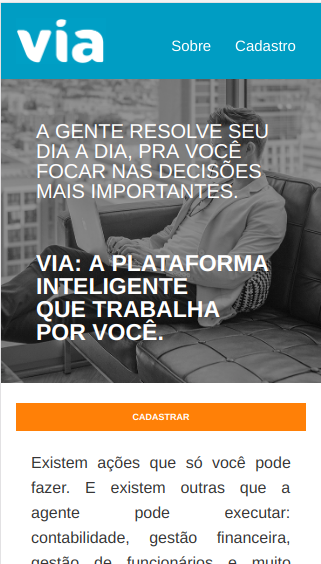 via
Sobre Cadastro
A GENTE RESOLVE SEU
DIA A DIA, PRA VOCÊ
FOCAR NAS DECISÕES
MAIS IMPORTANTES.
VIA: A PLATAFORMA
INTELIGENTE
QUE TRABALHA
POR VOCÊ.
CADASTRAR
Existem ações que só você pode
fazer. E existem outras que a
agente pode executar:
contabilidade, gestão financeira,
gestão de funcionários e muito